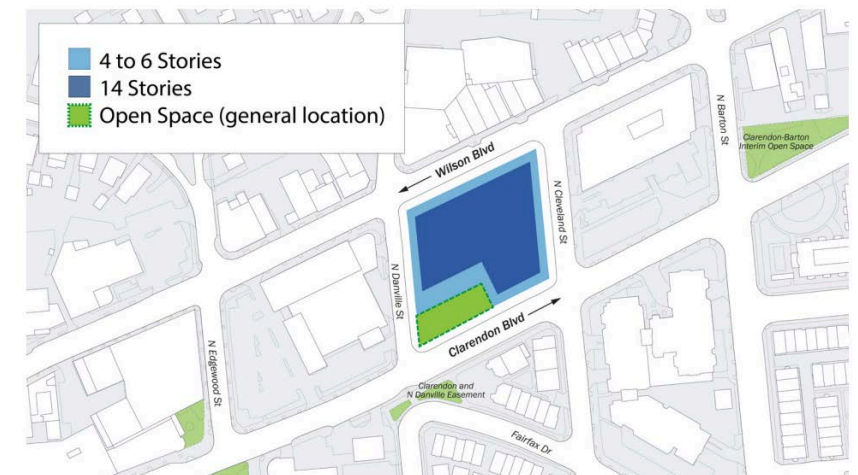 4 to 6 Stories
14 Stories
Open Space (general location)
N Barton St
Clarendon-Barton
Interim Open Space
Wilson Blvd
N Cleveland St
N Danville St
Clarendon Blvd
N Edgewood St
Clarendon and
N Danville Easement
Fairfax Dr